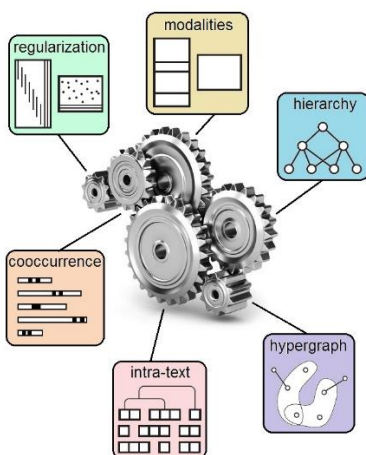 modalities
regularization
hierarchy
cooccurrence
hypergraph
intra-text